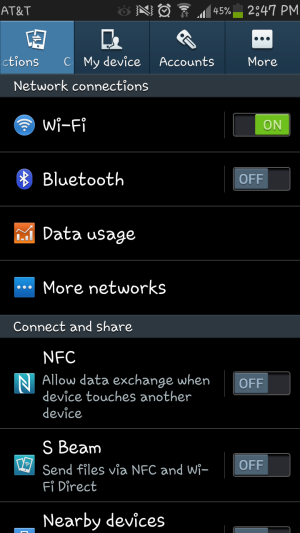 AT&T 45% 2:47 PM
ctions C My device Accounts More
Network connections
Wi-Fi ON
Bluetooth OFF
Data usage
More networks
Connect and share
NFC
Allow data exchange when
device touches another
device
OFF
S Beam
Send files via NFC and Wi-
Fi Direct
OFF
Nearby devices